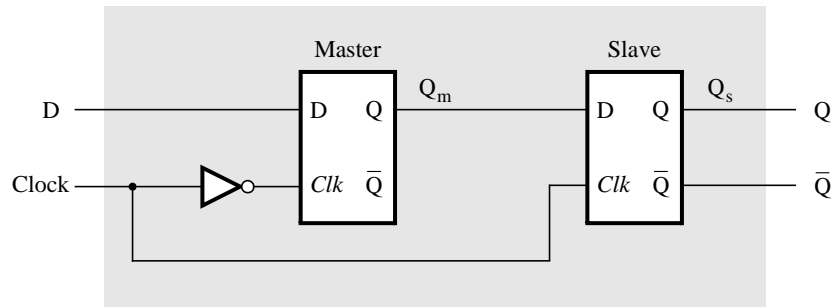 Master Slave
D D Q Q_m D Q Q_s Q
Clock Clk Q̅ Clk Q̅ Q̅